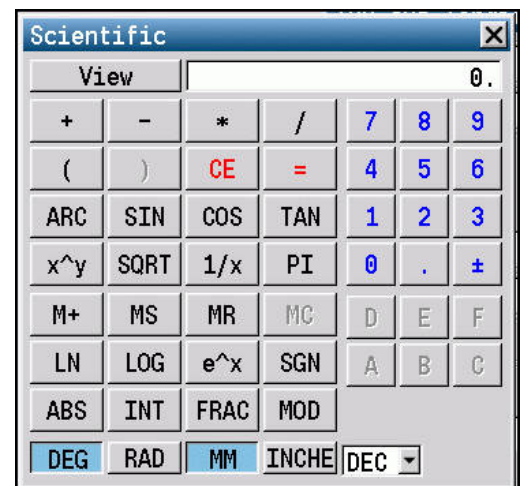 Scientific
View 0.
+ - * / 7 8 9
( ) CE = 4 5 6
ARC SIN COS TAN 1 2 3
x^y SQRT 1/x PI 0 . ±
M+ MS MR MC D E F
LN LOG e^x SGN A B C
ABS INT FRAC MOD
DEG RAD MM INCHE DEC